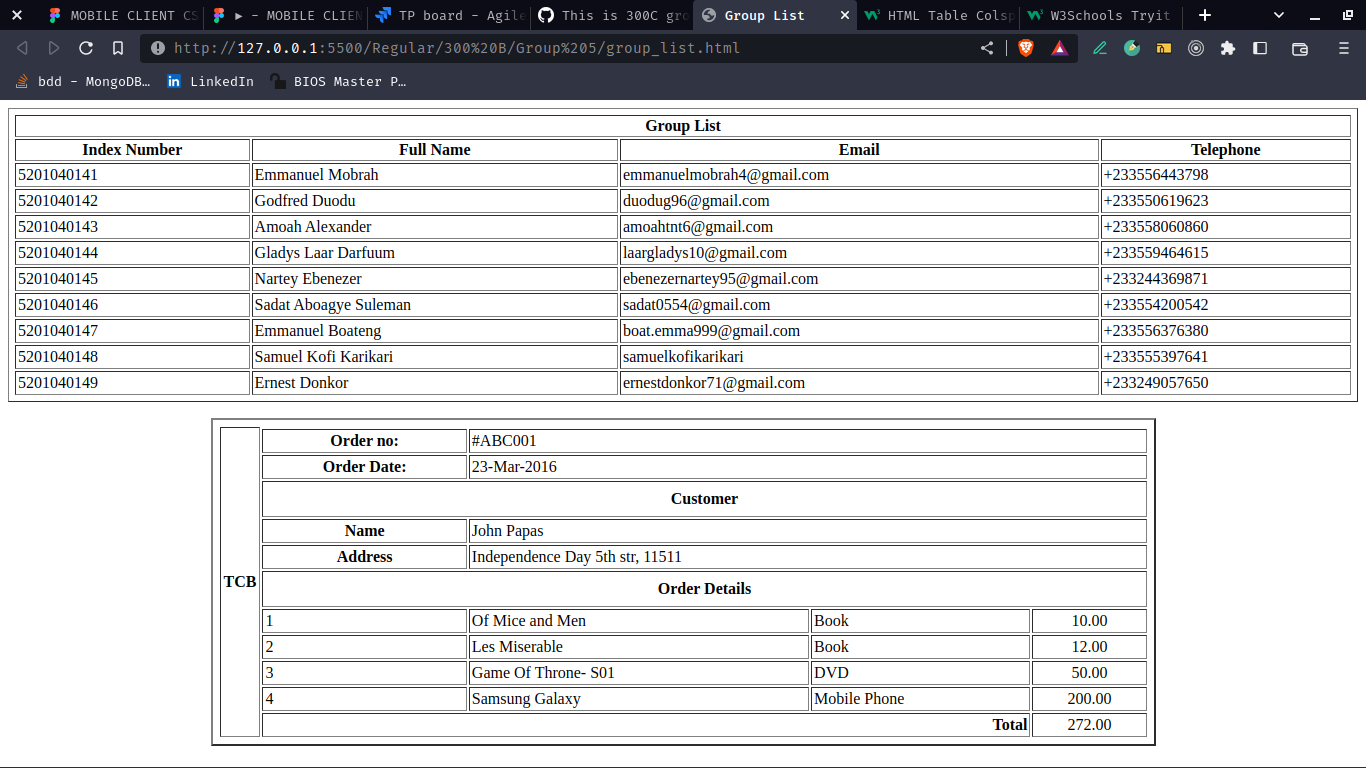 MOBILE CLIENT CS
▶ - MOBILE CLIEN
TP board - Agile
This is 300C gro
Group List
HTML Table Colsp
W3Schools Tryit
http://127.0.0.1:5500/Regular/300%20B/Group%205/group_list.html
bdd - MongoDB… LinkedIn BIOS Master P…
Group List
Index Number Full Name Email Telephone
5201040141 Emmanuel Mobrah emmanuelmobrah4@gmail.com +233556443798
5201040142 Godfred Duodu duodug96@gmail.com +233550619623
5201040143 Amoah Alexander amoahtnt6@gmail.com +233558060860
5201040144 Gladys Laar Darfuum laargladys10@gmail.com +233559464615
5201040145 Nartey Ebenezer ebenezernartey95@gmail.com +233244369871
5201040146 Sadat Aboagye Suleman sadat0554@gmail.com +233554200542
5201040147 Emmanuel Boateng boat.emma999@gmail.com +233556376380
5201040148 Samuel Kofi Karikari samuelkofikarikari +233555397641
5201040149 Ernest Donkor ernestdonkor71@gmail.com +233249057650
TCB
Order no: #ABC001
Order Date: 23-Mar-2016
Customer
Name John Papas
Address Independence Day 5th str, 11511
Order Details
1 Of Mice and Men Book 10.00
2 Les Miserable Book 12.00
3 Game Of Throne- S01 DVD 50.00
4 Samsung Galaxy Mobile Phone 200.00
Total 272.00